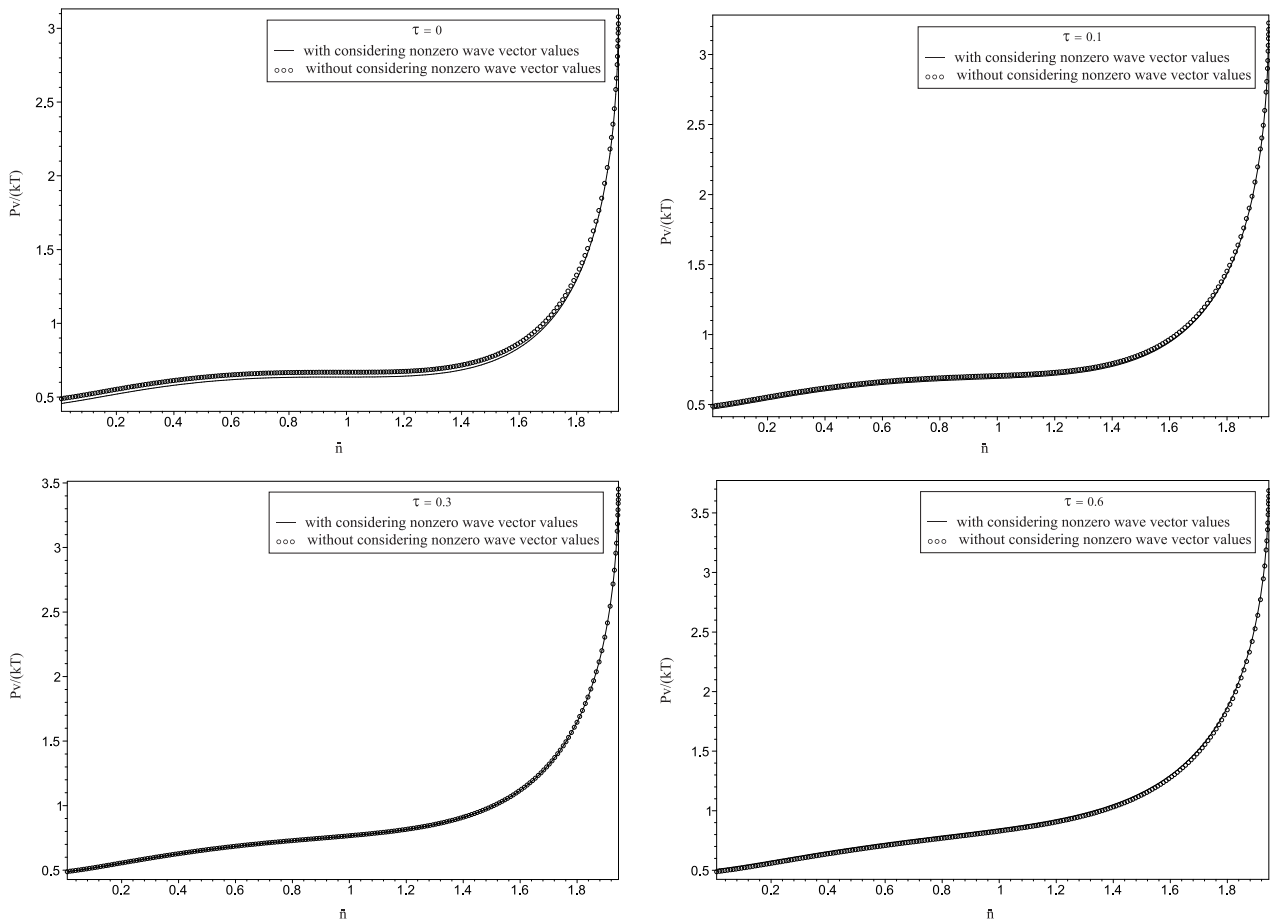 τ = 0
with considering nonzero wave vector values
ooo without considering nonzero wave vector values
3
2.5
2
1.5
1
0.5
Pv/(kT)
0.2 0.4 0.6 0.8 1 1.2 1.4 1.6 1.8
n̄
τ = 0.1
with considering nonzero wave vector values
ooo without considering nonzero wave vector values
3
2.5
2
1.5
1
0.5
Pv/(kT)
0.2 0.4 0.6 0.8 1 1.2 1.4 1.6 1.8
n̄
τ = 0.3
with considering nonzero wave vector values
ooo without considering nonzero wave vector values
3.5
3
2.5
2
1.5
1
0.5
Pv/(kT)
0.2 0.4 0.6 0.8 1 1.2 1.4 1.6 1.8
n̄
τ = 0.6
with considering nonzero wave vector values
ooo without considering nonzero wave vector values
3.5
3
2.5
2
1.5
1
0.5
Pv/(kT)
0.2 0.4 0.6 0.8 1 1.2 1.4 1.6 1.8
n̄